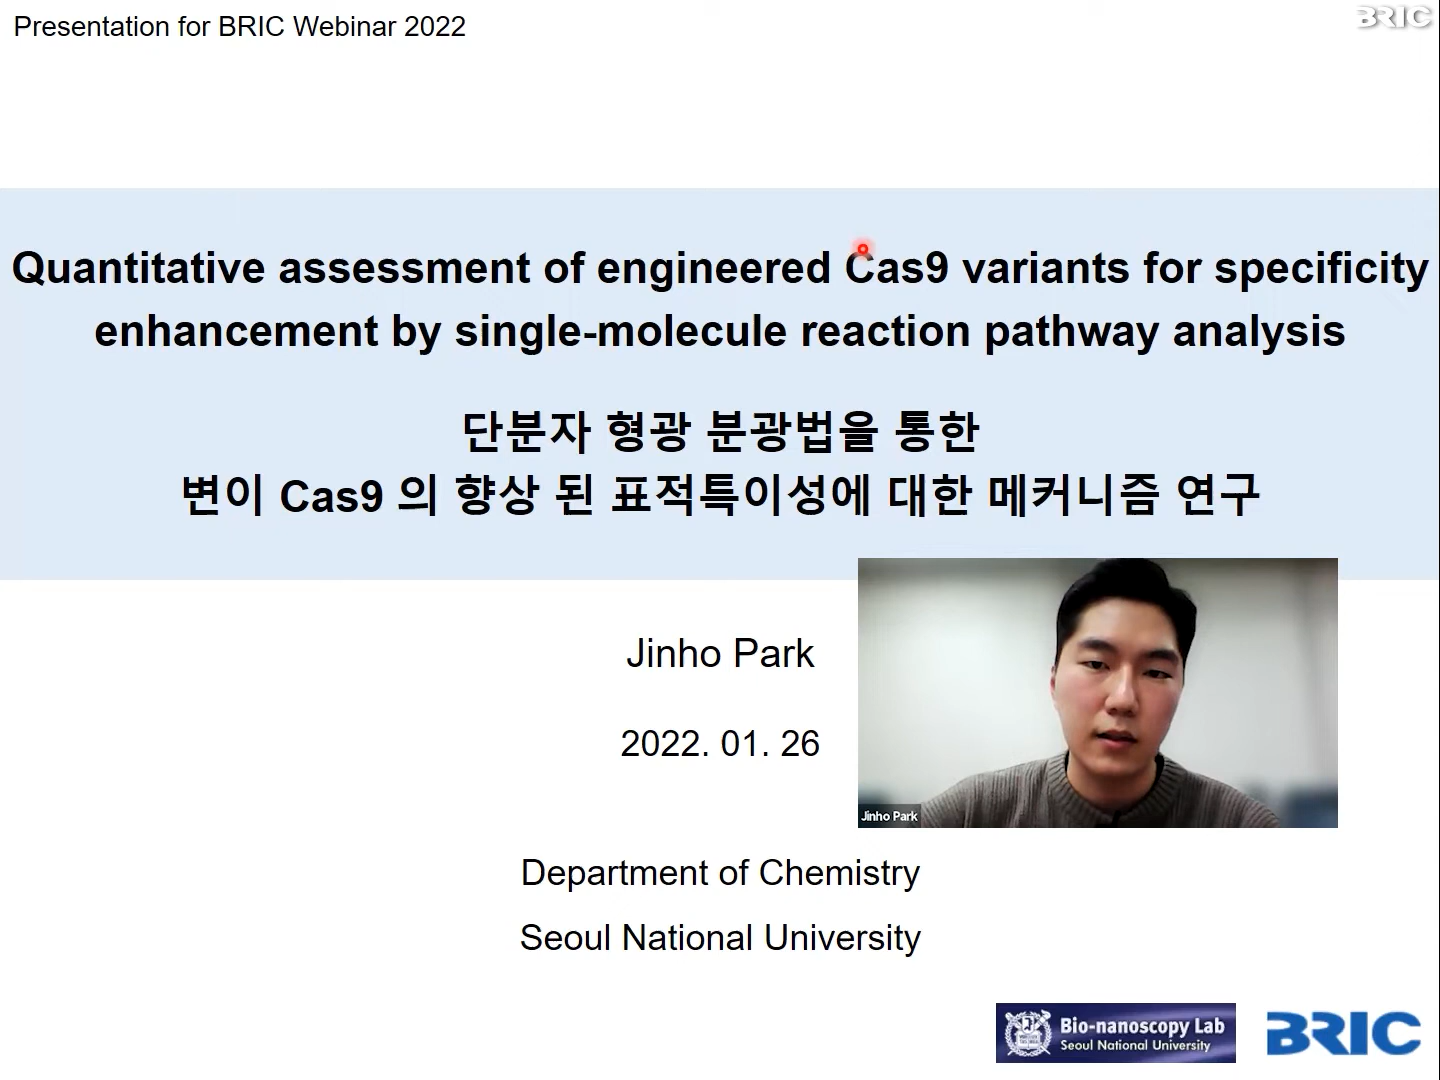 Presentation for BRIC Webinar 2022
BRIC
Quantitative assessment of engineered Cas9 variants for specificity
enhancement by single-molecule reaction pathway analysis
단분자 형광 분광법을 통한
변이 Cas9 의 향상 된 표적특이성에 대한 메커니즘 연구
Jinho Park
2022. 01. 26
Jinho Park
Department of Chemistry
Seoul National University
Bio-nanoscopy Lab
Seoul National University
BRIC